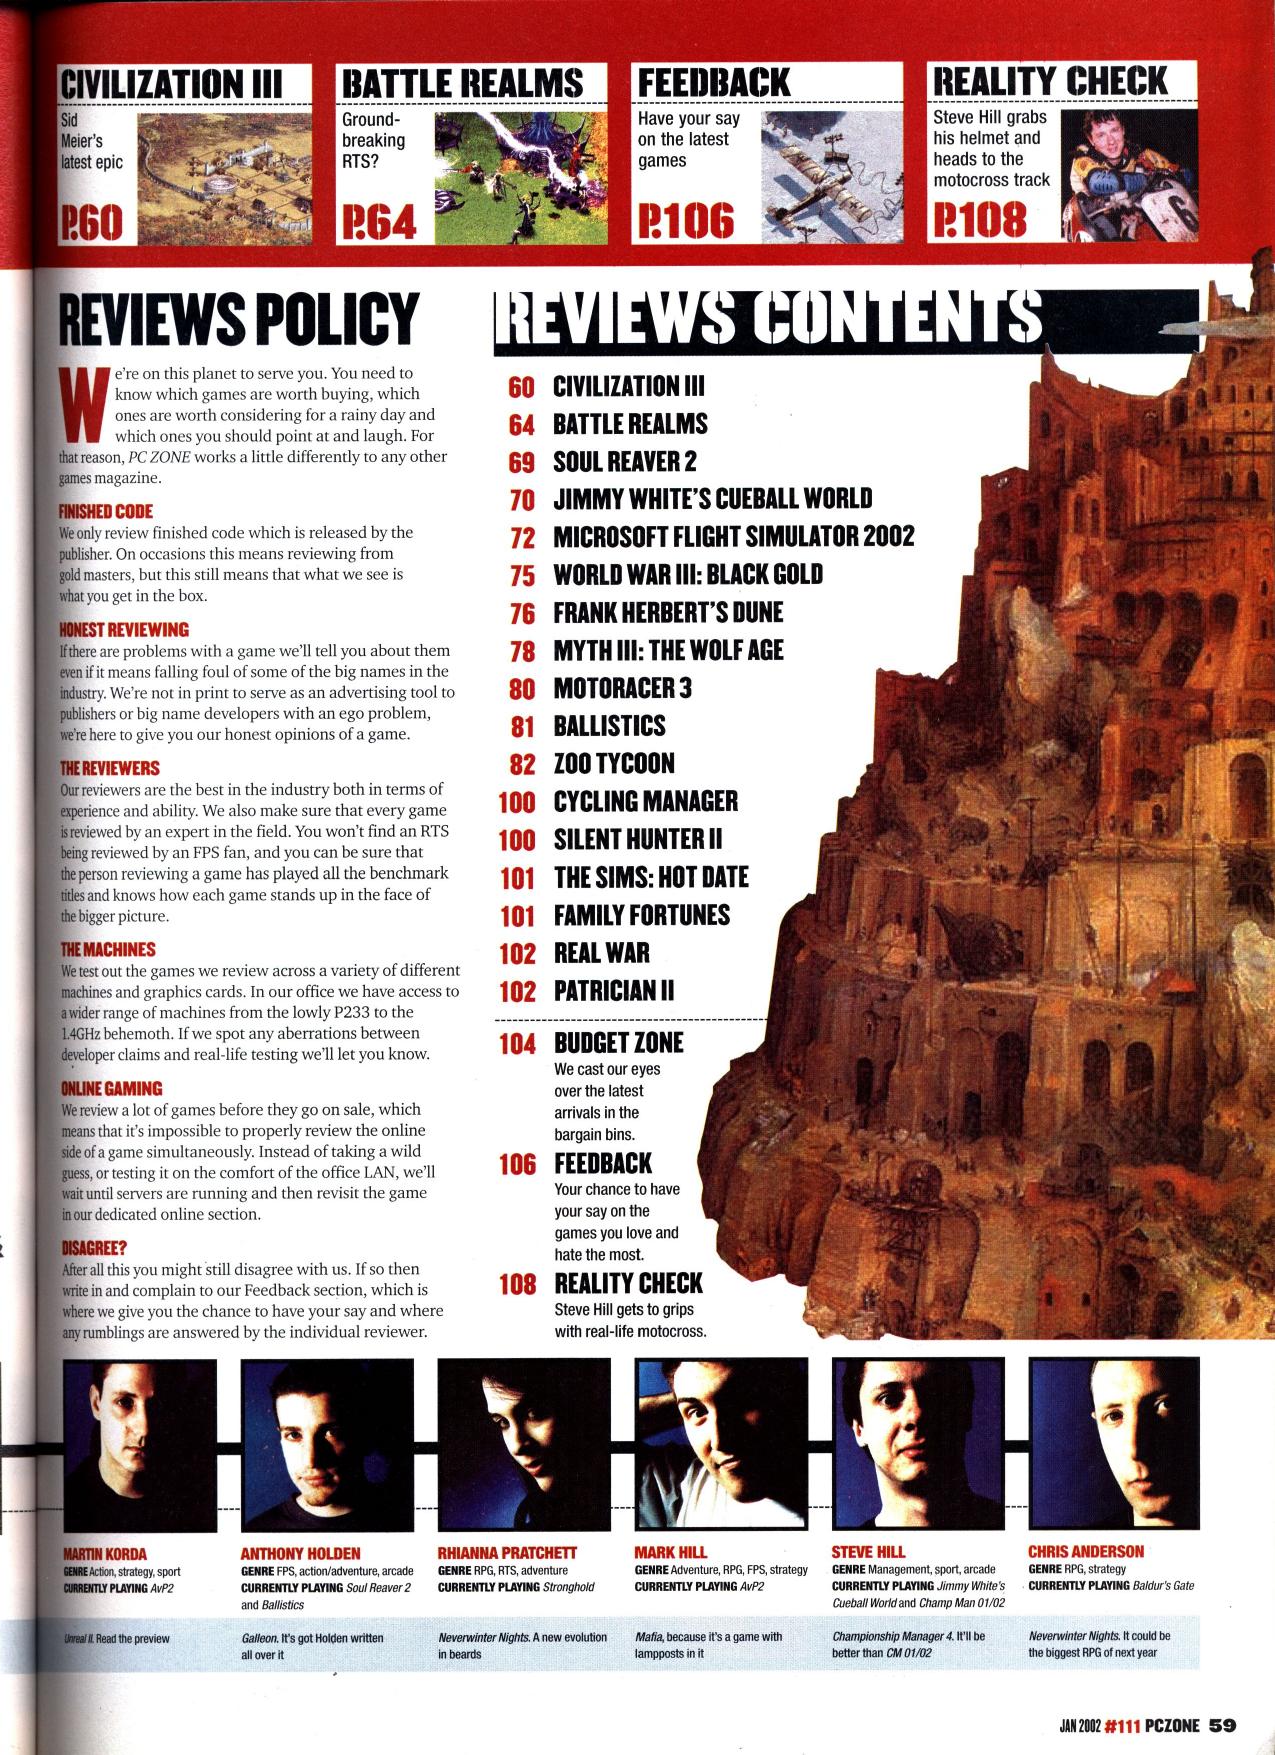 CIVILIZATION III
Sid
Meier's
latest epic
P.60
BATTLE REALMS
Ground-
breaking
RTS?
P.64
FEEDBACK
Have your say
on the latest
games
P.106
REALITY CHECK
Steve Hill grabs
his helmet and
heads to the
motocross track
P.108
REVIEWS POLICY
We're on this planet to serve you. You need to
know which games are worth buying, which
ones are worth considering for a rainy day and
which ones you should point at and laugh. For
that reason, PC ZONE works a little differently to any other
games magazine.
FINISHED CODE
We only review finished code which is released by the
publisher. On occasions this means reviewing from
gold masters, but this still means that what we see is
what you get in the box.
HONEST REVIEWING
If there are problems with a game we'll tell you about them
even if it means falling foul of some of the big names in the
industry. We're not in print to serve as an advertising tool to
publishers or big name developers with an ego problem,
we're here to give you our honest opinions of a game.
THE REVIEWERS
Our reviewers are the best in the industry both in terms of
experience and ability. We also make sure that every game
is reviewed by an expert in the field. You won't find an RTS
being reviewed by an FPS fan, and you can be sure that
the person reviewing a game has played all the benchmark
titles and knows how each game stands up in the face of
the bigger picture.
THE MACHINES
We test out the games we review across a variety of different
machines and graphics cards. In our office we have access to
a wider range of machines from the lowly P233 to the
1.4GHz behemoth. If we spot any aberrations between
developer claims and real-life testing we'll let you know.
ONLINE GAMING
We review a lot of games before they go on sale, which
means that it's impossible to properly review the online
side of a game simultaneously. Instead of taking a wild
guess, or testing it on the comfort of the office LAN, we'll
wait until servers are running and then revisit the game
in our dedicated online section.
DISAGREE?
After all this you might still disagree with us. If so then
write in and complain to our Feedback section, which is
where we give you the chance to have your say and where
any rumblings are answered by the individual reviewer.
REVIEWS CONTENTS
60 CIVILIZATION III
64 BATTLE REALMS
69 SOUL REAVER 2
70 JIMMY WHITE'S CUEBALL WORLD
72 MICROSOFT FLIGHT SIMULATOR 2002
75 WORLD WAR III: BLACK GOLD
76 FRANK HERBERT'S DUNE
78 MYTH III: THE WOLF AGE
80 MOTORACER 3
81 BALLISTICS
82 ZOO TYCOON
100 CYCLING MANAGER
100 SILENT HUNTER II
101 THE SIMS: HOT DATE
101 FAMILY FORTUNES
102 REAL WAR
102 PATRICIAN II
104 BUDGET ZONE
We cast our eyes
over the latest
arrivals in the
bargain bins.
106 FEEDBACK
Your chance to have
your say on the
games you love and
hate the most.
108 REALITY CHECK
Steve Hill gets to grips
with real-life motocross.
MARTIN KORDA
GENRE Action, strategy, sport
CURRENTLY PLAYING AvP2
Unreal II. Read the preview
ANTHONY HOLDEN
GENRE FPS, action/adventure, arcade
CURRENTLY PLAYING Soul Reaver 2
and Ballistics
Galleon. It's got Holden written
all over it
RHIANNA PRATCHETT
GENRE RPG, RTS, adventure
CURRENTLY PLAYING Stronghold
Neverwinter Nights. A new evolution
in beards
MARK HILL
GENRE Adventure, RPG, FPS, strategy
CURRENTLY PLAYING AvP2
Mafia, because it's a game with
lampposts in it
STEVE HILL
GENRE Management, sport, arcade
CURRENTLY PLAYING Jimmy White's
Cueball World and Champ Man 01/02
Championship Manager 4. It'll be
better than CM 01/02
CHRIS ANDERSON
GENRE RPG, strategy
CURRENTLY PLAYING Baldur's Gate
Neverwinter Nights. It could be
the biggest RPG of next year
JAN 2002 #111 PCZONE 59